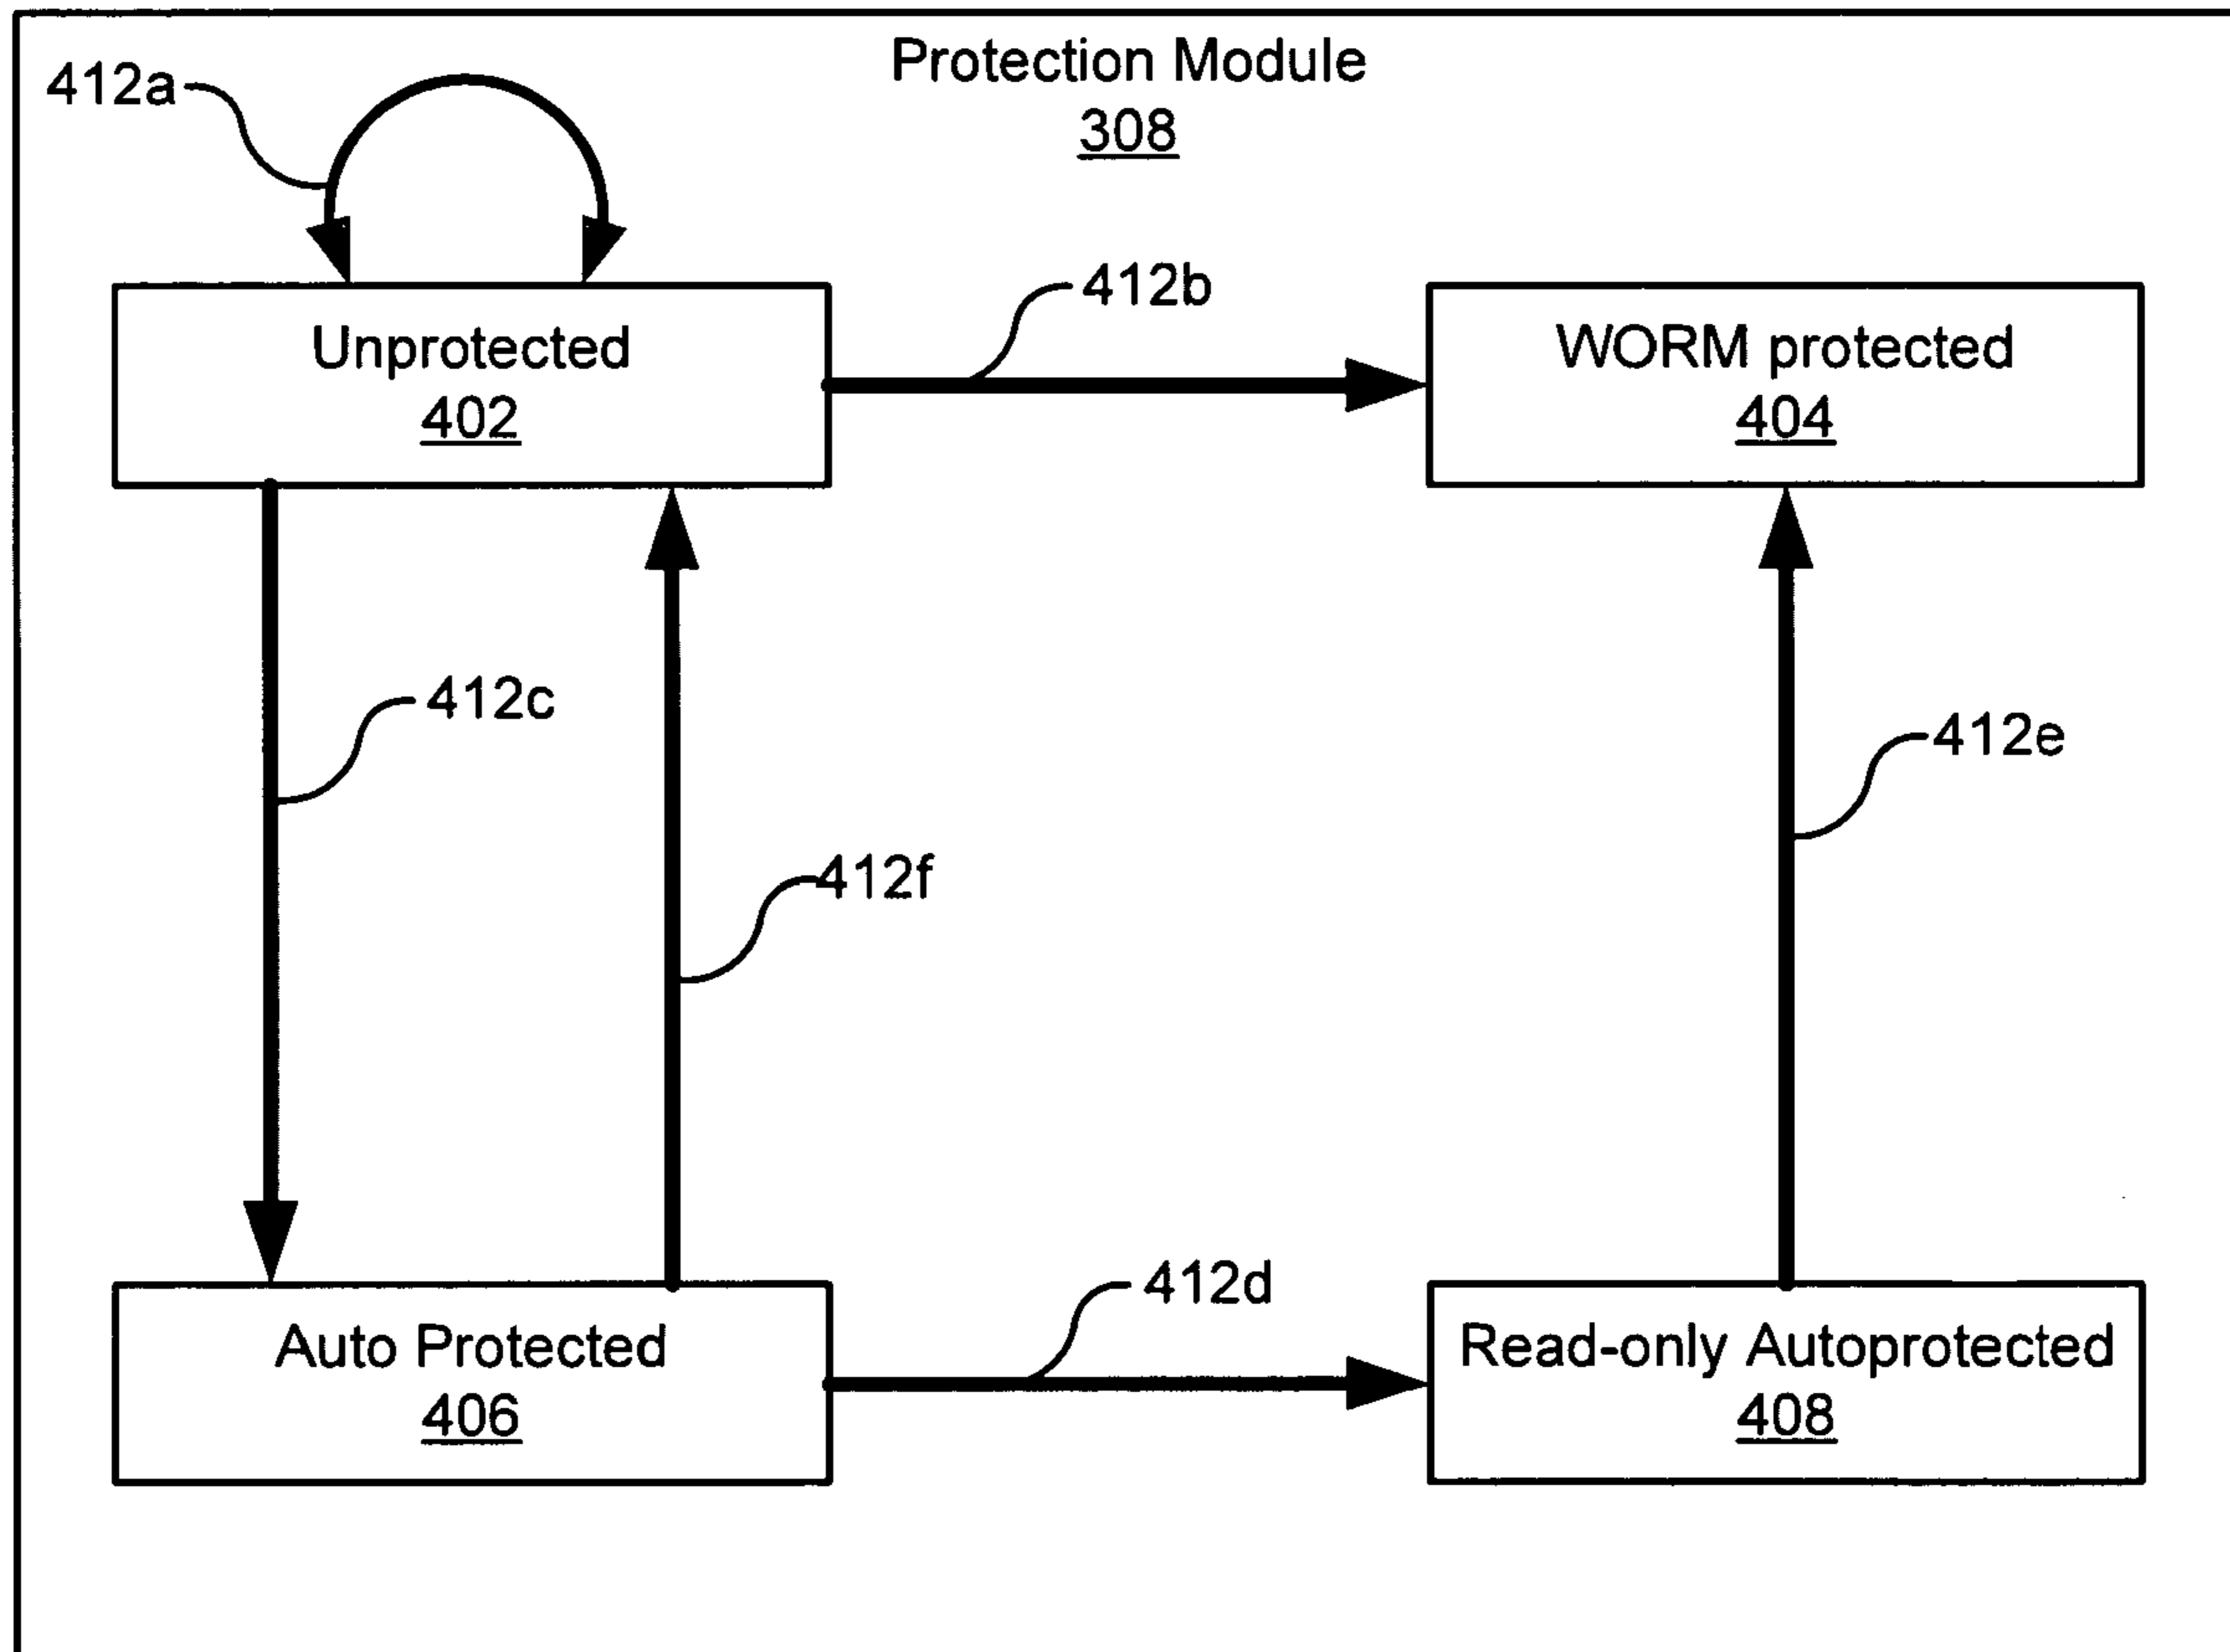 Protection Module
308
412a
412b
Unprotected
402
WORM protected
404
412c
412e
412f
412d
Auto Protected
406
Read-only Autoprotected
408